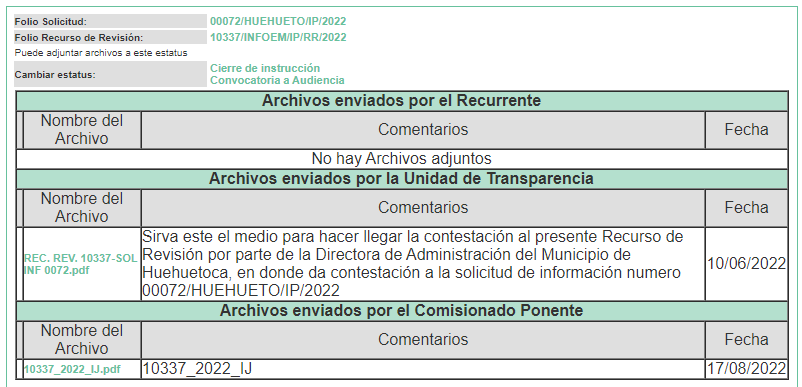 Folio Solicitud: 00072/HUEHUETO/IP/2022
Folio Recurso de Revisión: 10337/INFOEM/IP/RR/2022
Puede adjuntar archivos a este estatus
Cambiar estatus: Cierre de instrucción
Convocatoria a Audiencia
Archivos enviados por el Recurrente
Nombre del Archivo Comentarios Fecha
No hay Archivos adjuntos
Archivos enviados por la Unidad de Transparencia
Nombre del Archivo Comentarios Fecha
REC. REV. 10337-SOL INF 0072.pdf
Sirva este el medio para hacer llegar la contestación al presente Recurso de
Revisión por parte de la Directora de Administración del Municipio de
Huehuetoca, en donde da contestación a la solicitud de información numero
00072/HUEHUETO/IP/2022
10/06/2022
Archivos enviados por el Comisionado Ponente
Nombre del Archivo Comentarios Fecha
10337_2022_IJ.pdf 10337_2022_IJ 17/08/2022